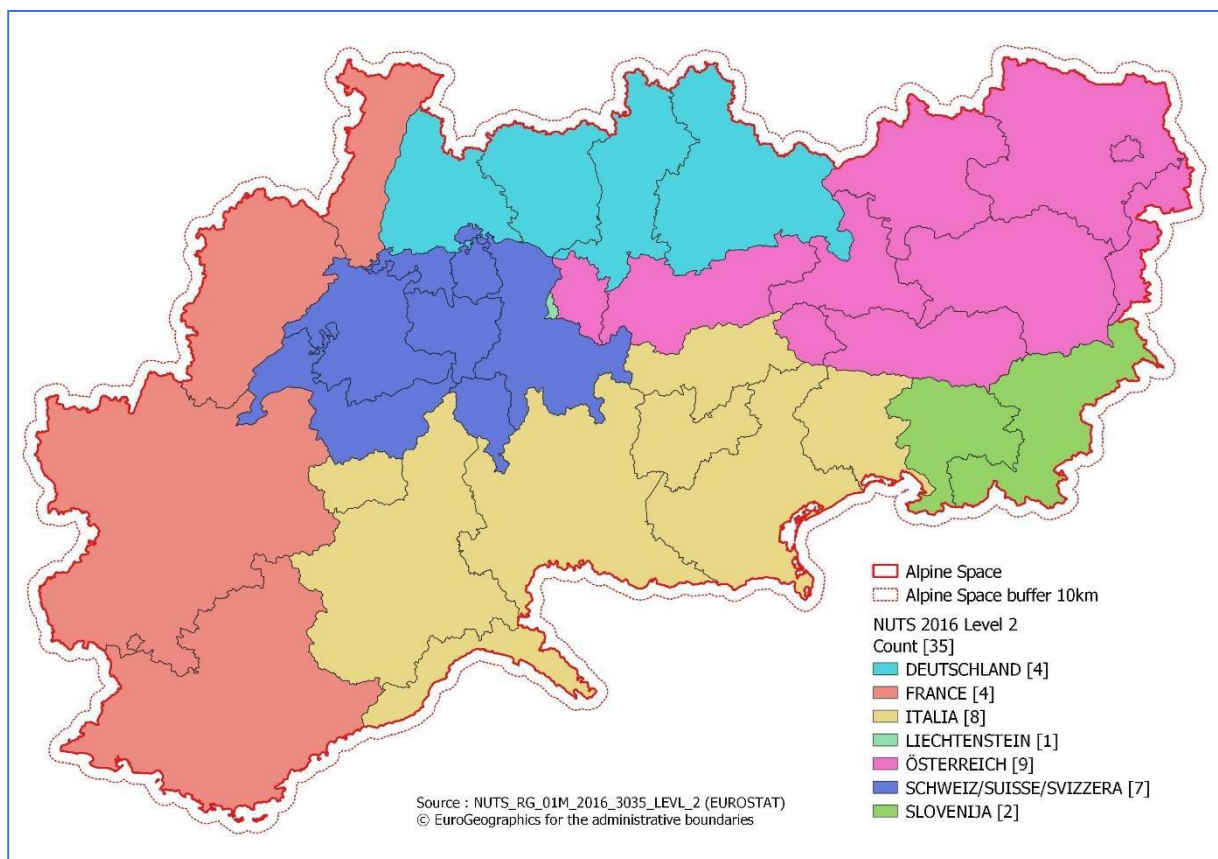 Alpine Space
Alpine Space buffer 10km
NUTS 2016 Level 2
Count [35]
DEUTSCHLAND [4]
FRANCE [4]
ITALIA [8]
LIECHTENSTEIN [1]
ÖSTERREICH [9]
SCHWEIZ/SUISSE/SVIZZERA [7]
SLOVENIJA [2]
Source : NUTS_RG_01M_2016_3035_LEVL_2 (EUROSTAT)
© EuroGeographics for the administrative boundaries